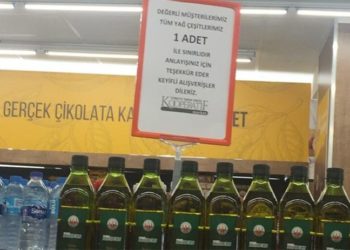 DEĞERLİ MÜŞTERİLERİMİZ
TÜM YAĞ ÇEŞİTLERİMİZ
1 ADET
İLE SINIRLIDIR
ANLAYIŞINIZ İÇİN
TEŞEKKÜR EDER
KEYİFLİ ALIŞVERİŞLER
DİLERİZ.
KOOPERATİF
GERÇEK ÇİKOLATA KA
ET